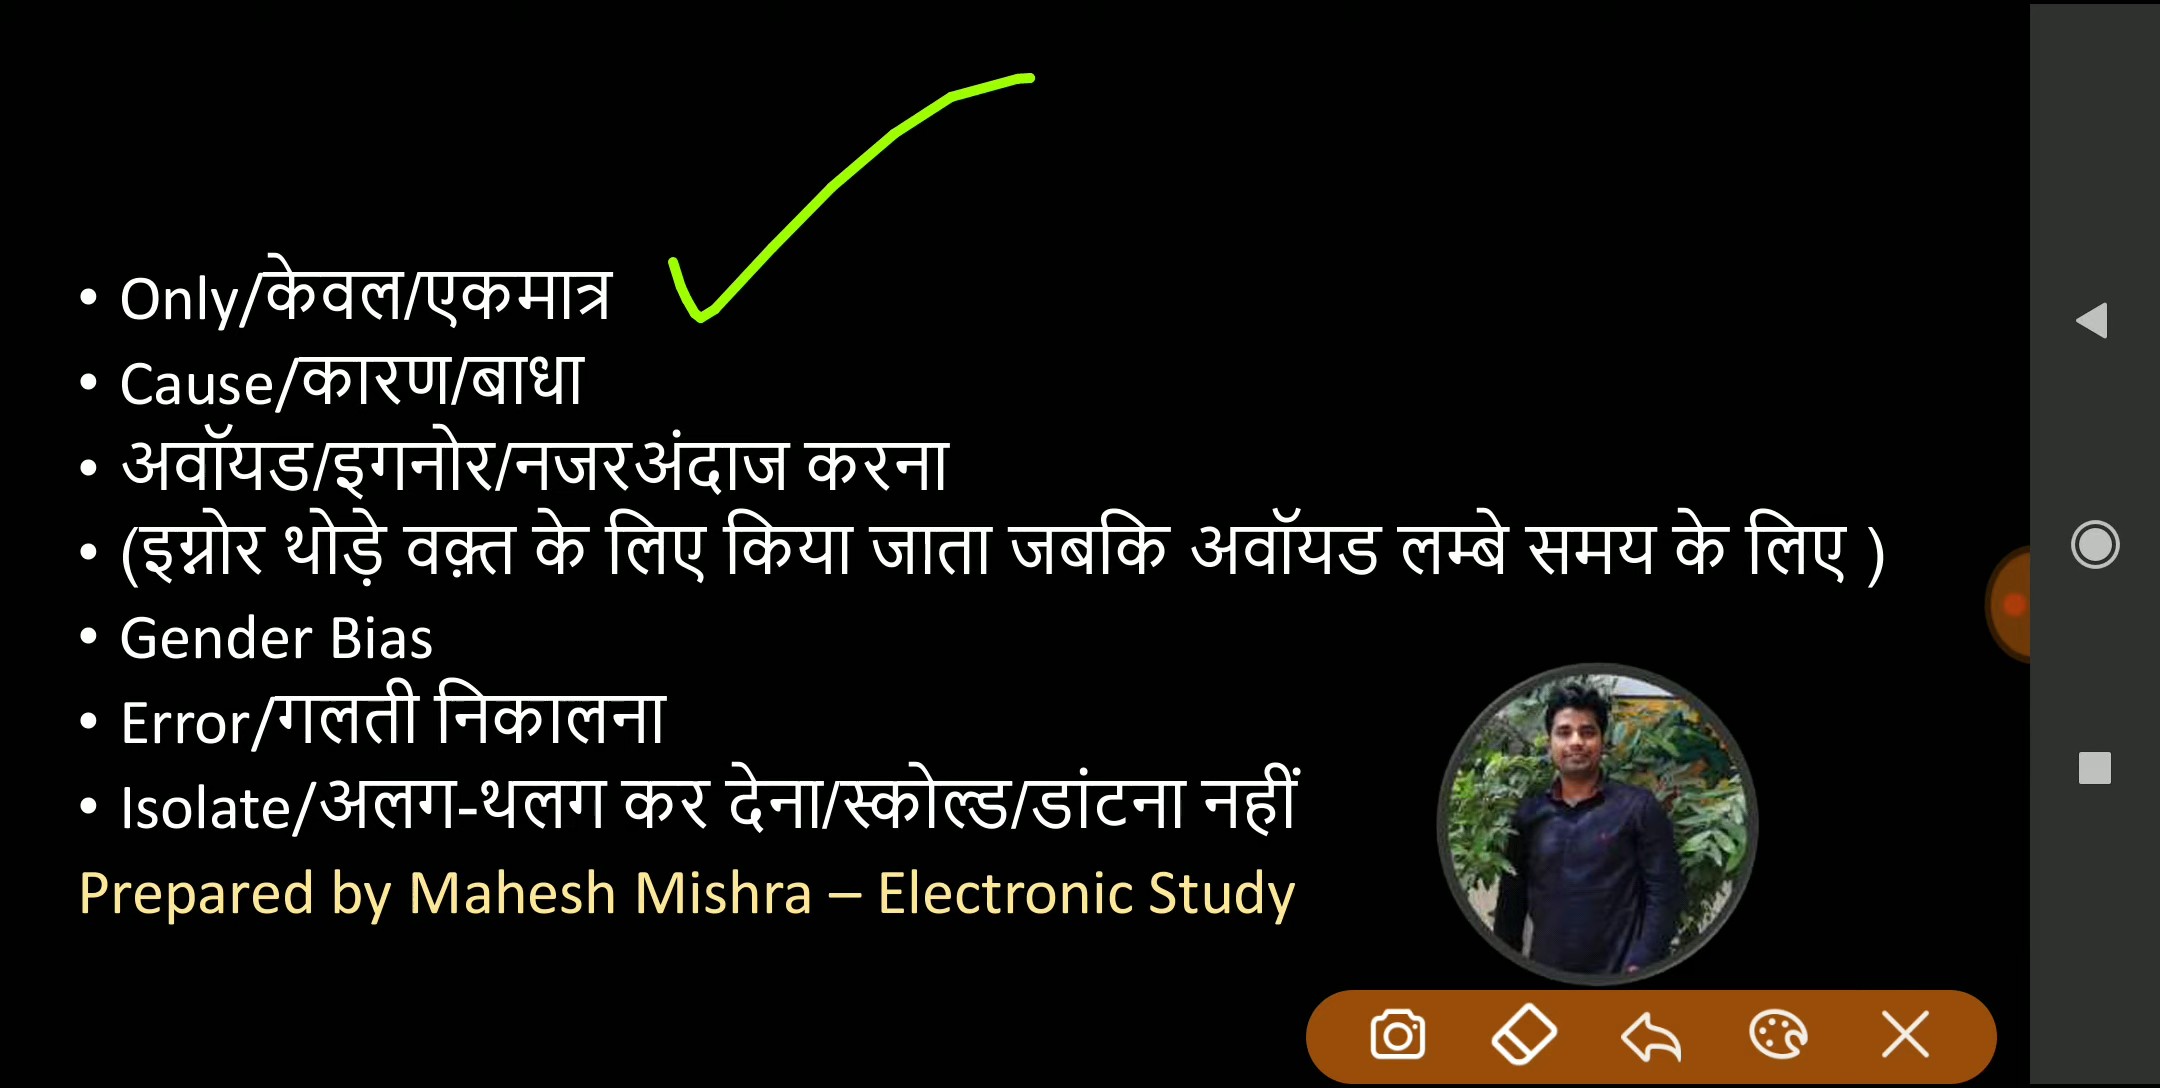 • Only/केवल/एकमात्र
• Cause/कारण/बाधा
• अवॉयड/इगनोर/नजरअंदाज करना
• (इग्नोर थोड़े वक़्त के लिए किया जाता जबकि अवॉयड लम्बे समय के लिए )
• Gender Bias
• Error/गलती निकालना
• Isolate/अलग-थलग कर देना/स्कोल्ड/डांटना नहीं
Prepared by Mahesh Mishra – Electronic Study